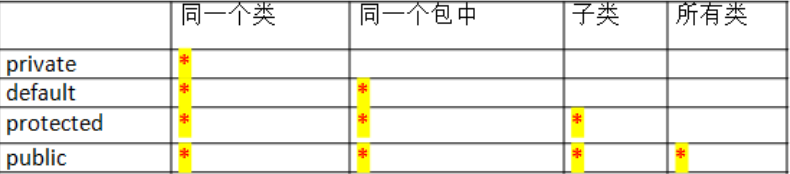 同一个类 同一个包中 子类 所有类
private *
default * *
protected * * *
public * * * *